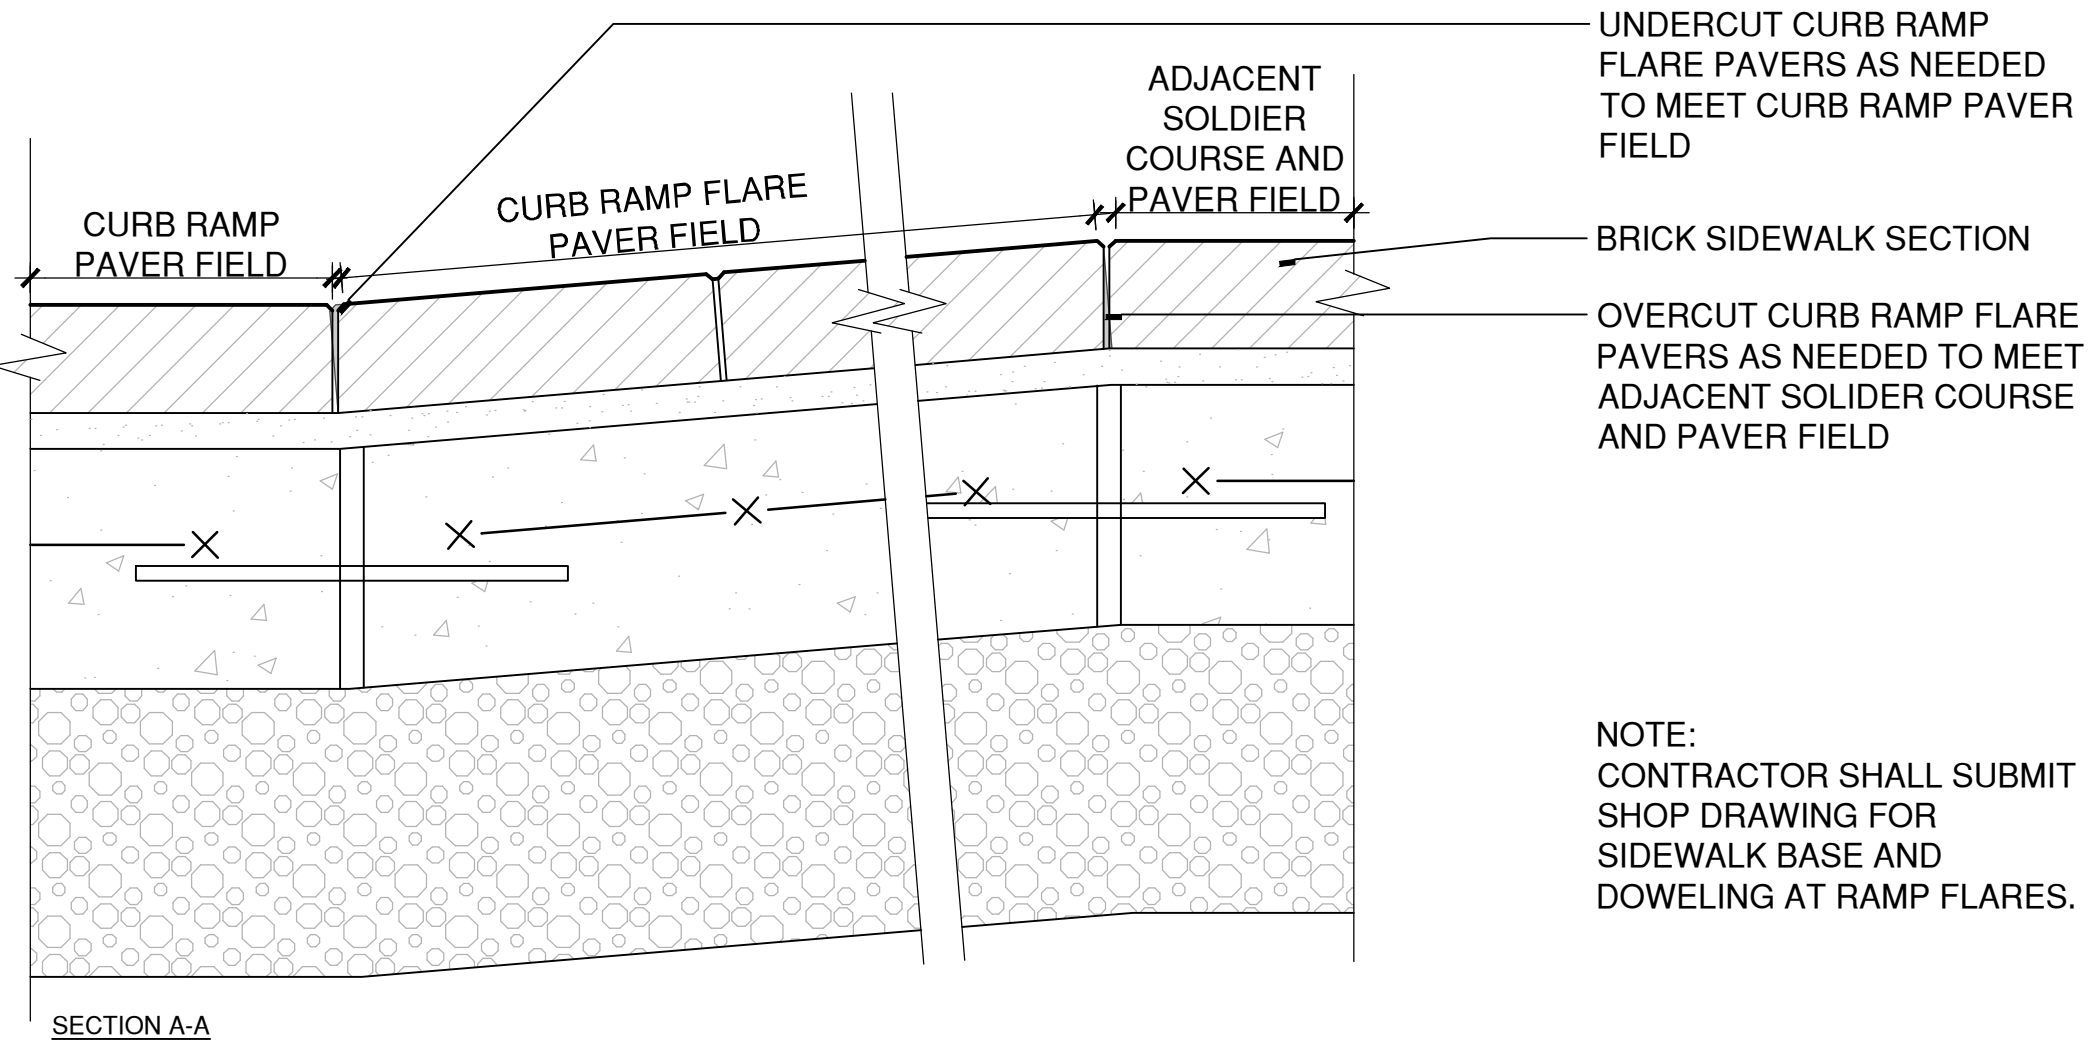 UNDERCUT CURB RAMP
FLARE PAVERS AS NEEDED
TO MEET CURB RAMP PAVER
FIELD
ADJACENT
SOLDIER
COURSE AND
PAVER FIELD
CURB RAMP FLARE
PAVER FIELD
CURB RAMP
PAVER FIELD
BRICK SIDEWALK SECTION
OVERCUT CURB RAMP FLARE
PAVERS AS NEEDED TO MEET
ADJACENT SOLIDER COURSE
AND PAVER FIELD
NOTE:
CONTRACTOR SHALL SUBMIT
SHOP DRAWING FOR
SIDEWALK BASE AND
DOWELING AT RAMP FLARES.
SECTION A-A